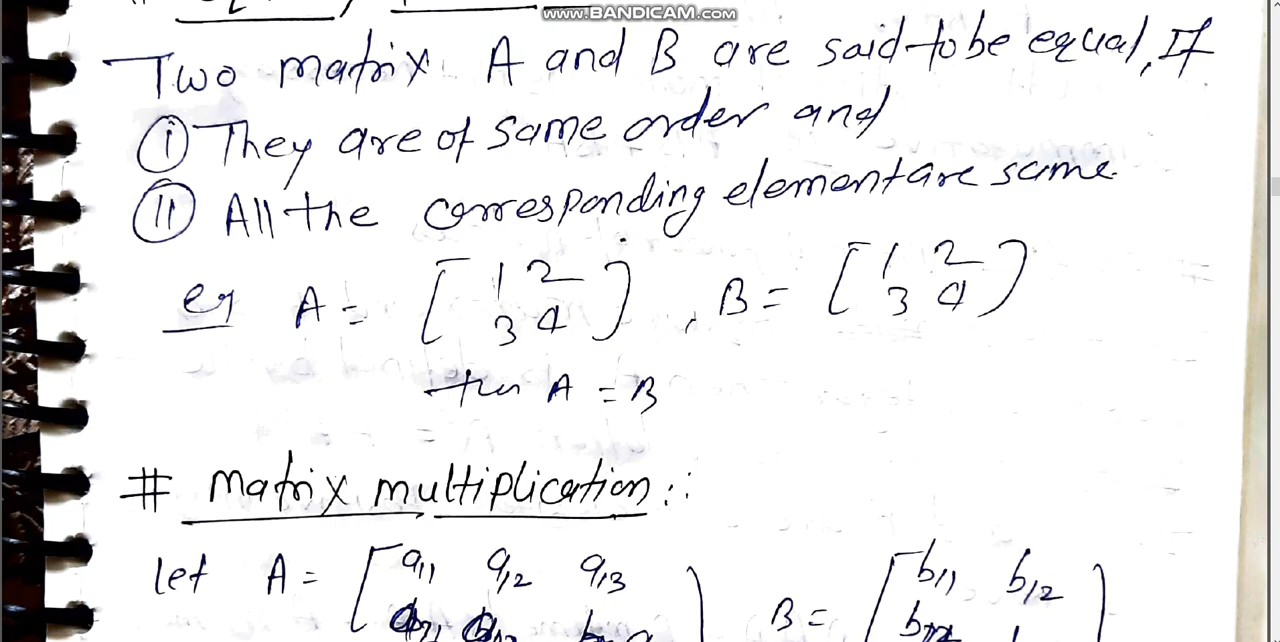 www.BANDICAM.com
Two matrix A and B are said to be equal, If
(I) They are of same order and
(II) All the corresponding element are same.
eg A = [ 1 2 , B = [ 1 2
3 4 ] 3 4 ]
then A = B
# Matrix multiplication :
let A = [ a11 a12 a13 B = [ b11 b12